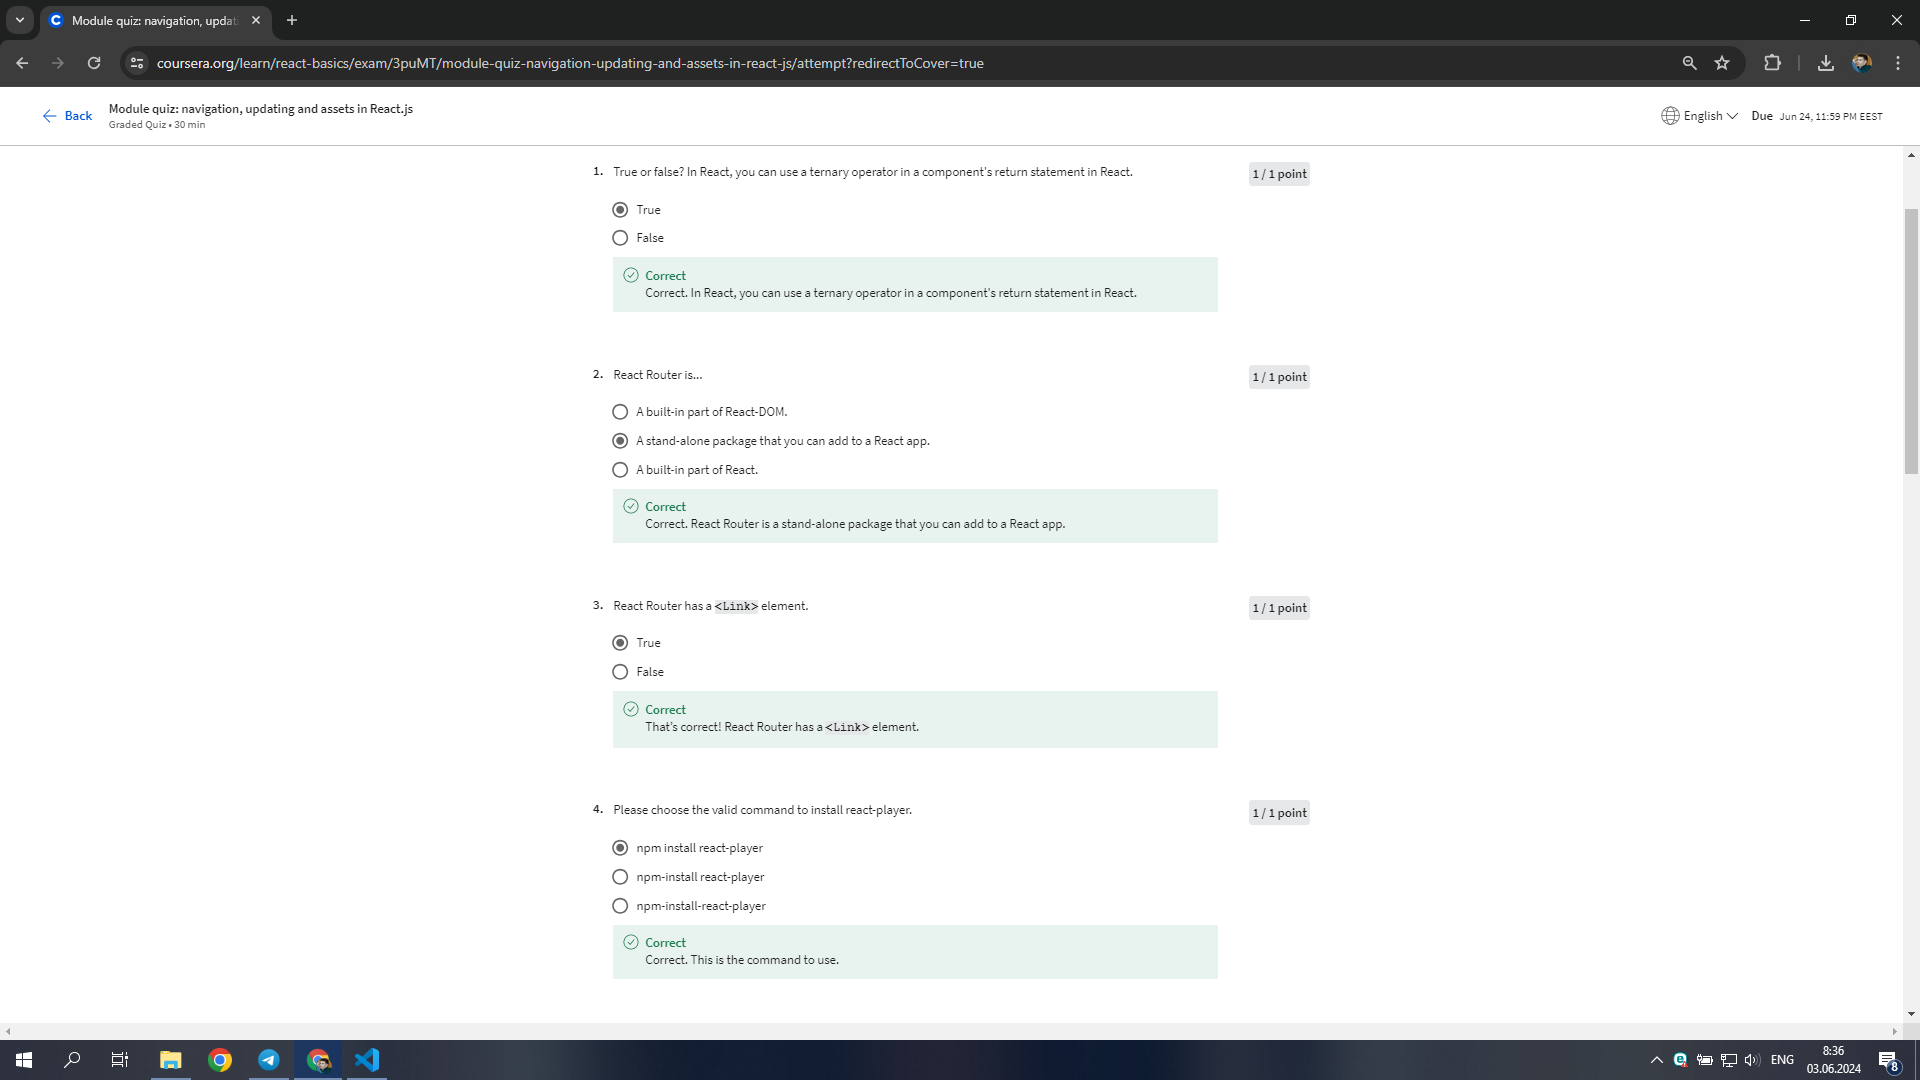 Module quiz: navigation, updati
coursera.org/learn/react-basics/exam/3puMT/module-quiz-navigation-updating-and-assets-in-react-js/attempt?redirectToCover=true
Back
Module quiz: navigation, updating and assets in React.js
Graded Quiz • 30 min
English
Due Jun 24, 11:59 PM EEST
1. True or false? In React, you can use a ternary operator in a component's return statement in React.
1 / 1 point
True
False
Correct
Correct. In React, you can use a ternary operator in a component's return statement in React.
2. React Router is...
1 / 1 point
A built-in part of React-DOM.
A stand-alone package that you can add to a React app.
A built-in part of React.
Correct
Correct. React Router is a stand-alone package that you can add to a React app.
3. React Router has a <Link> element.
1 / 1 point
True
False
Correct
That's correct! React Router has a <Link> element.
4. Please choose the valid command to install react-player.
1 / 1 point
npm install react-player
npm-install react-player
npm-install-react-player
Correct
Correct. This is the command to use.
ENG
8:36
03.06.2024
8